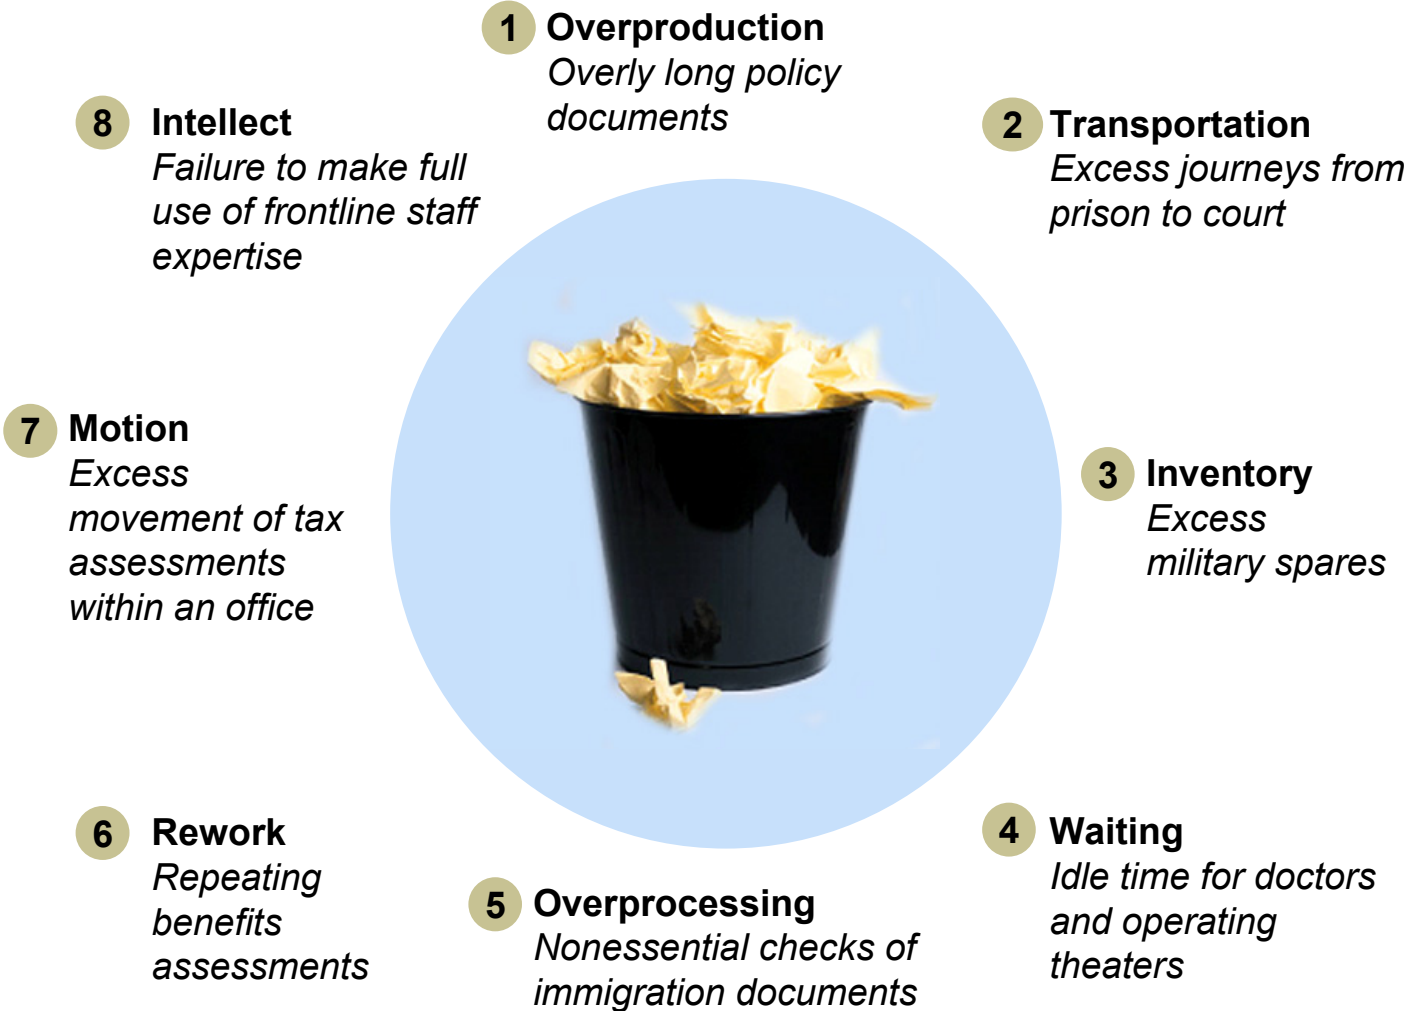 1 Overproduction
Overly long policy
documents
2 Transportation
Excess journeys from
prison to court
3 Inventory
Excess
military spares
4 Waiting
Idle time for doctors
and operating
theaters
5 Overprocessing
Nonessential checks of
immigration documents
6 Rework
Repeating
benefits
assessments
7 Motion
Excess
movement of tax
assessments
within an office
8 Intellect
Failure to make full
use of frontline staff
expertise